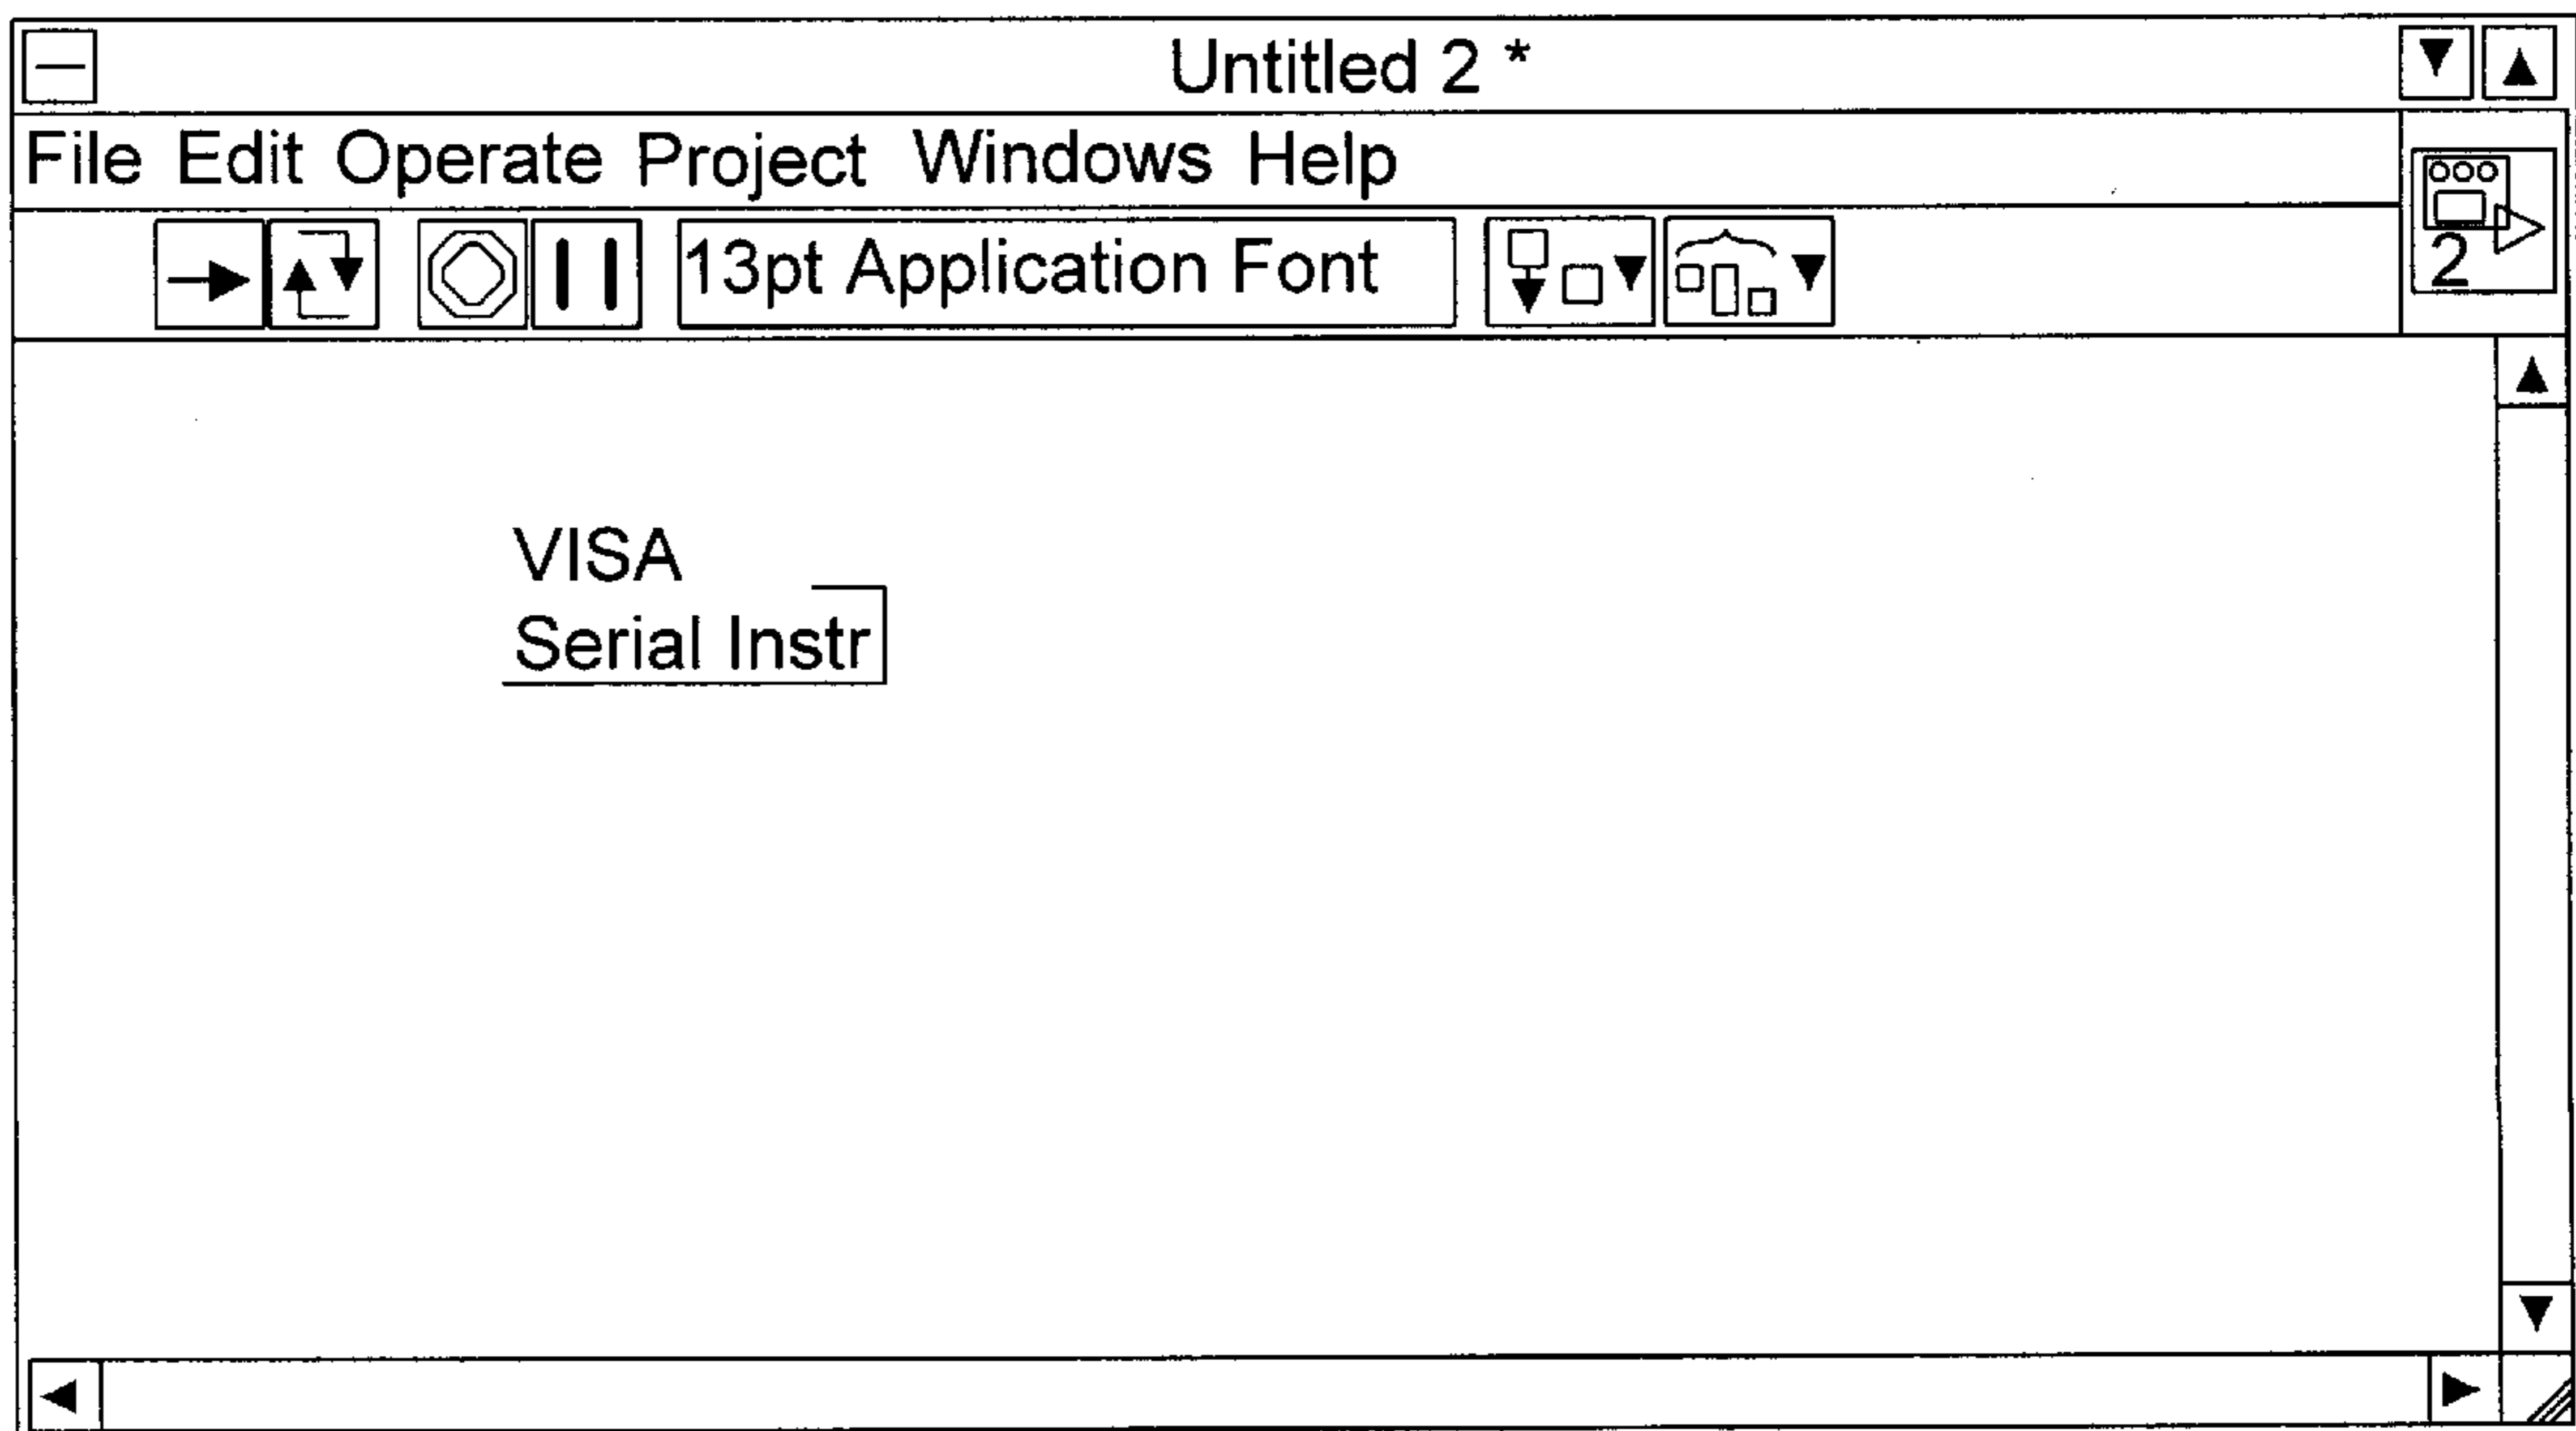 Untitled 2 *
File Edit Operate Project Windows Help
13pt Application Font
2
VISA
Serial Instr